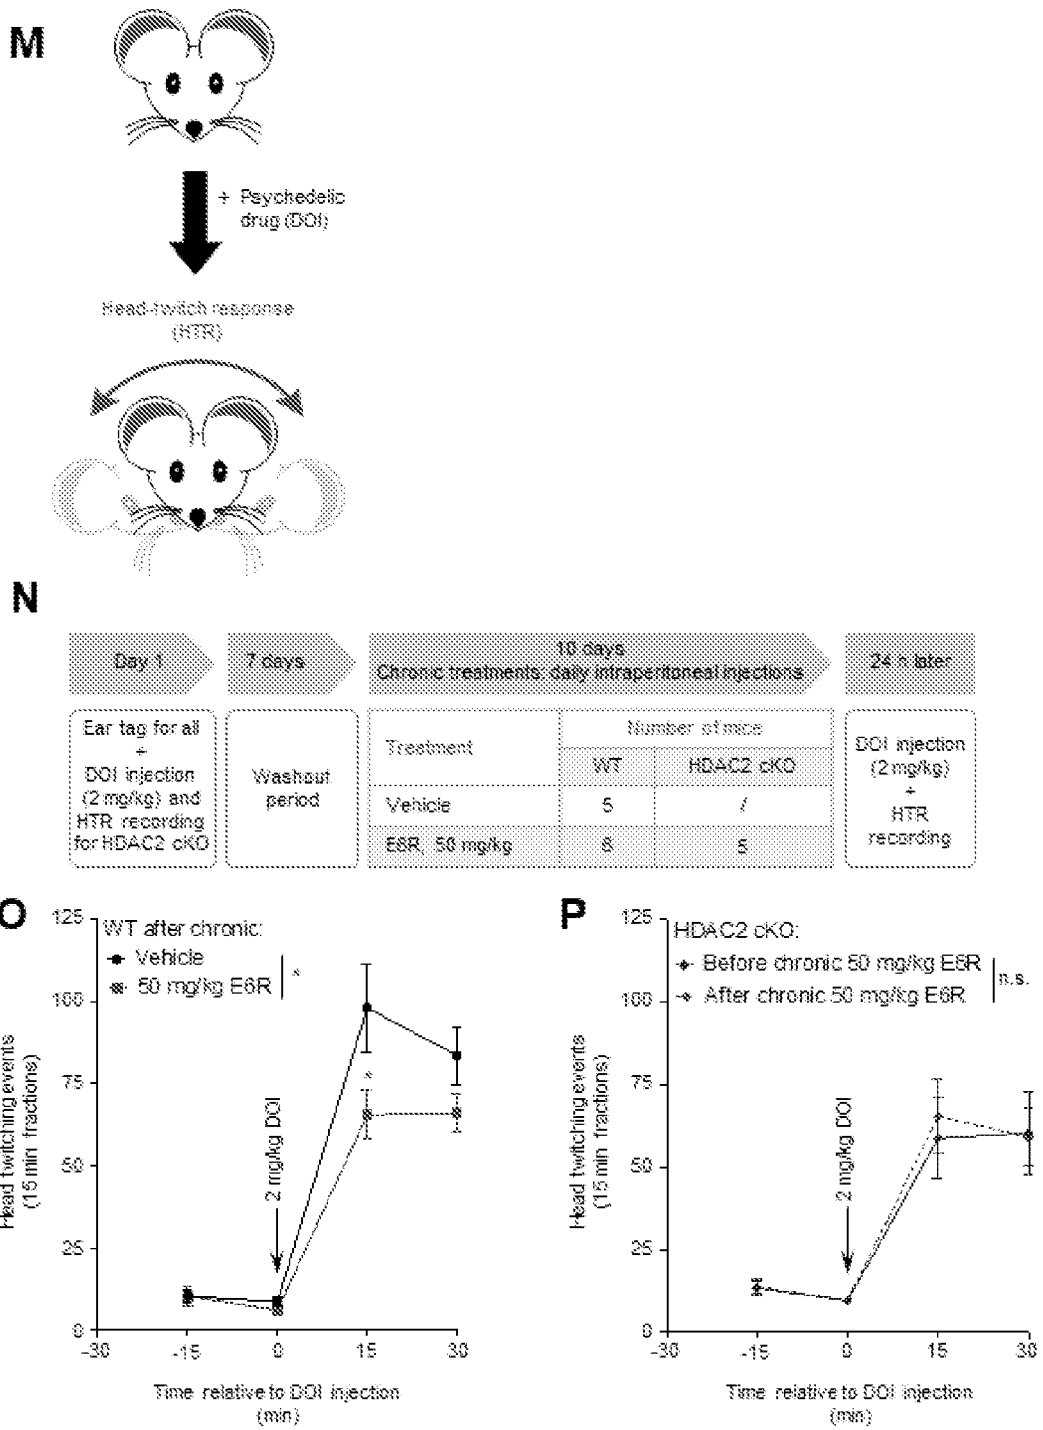 M
+ Psychedelic
drug (DOI)
Head-twitch response
(HTR)
N
Day 1
7 days
10 days
Chronic treatments: daily intraperitoneal injections
24 h later
Ear tag for all
+
DOI injection
(2 mg/kg) and
HTR recording
for HDAC2 cKO
Washout
period
Treatment
Number of mice
WT
HDAC2 cKO
Vehicle
5
/
E6R, 50 mg/kg
6
5
DOI injection
(2 mg/kg)
+
HTR
recording
O
WT after chronic:
Vehicle
50 mg/kg E6R
*
*
2 mg/kg DOI
Head twitching events
(15 min fractions)
125
100
75
50
25
0
-30
-15
0
15
30
Time relative to DOI injection
(min)
P
HDAC2 cKO:
Before chronic 50 mg/kg E6R
After chronic 50 mg/kg E6R
n.s.
2 mg/kg DOI
Head twitching events
(15 min fractions)
125
100
75
50
25
0
-30
-15
0
15
30
Time relative to DOI injection
(min)